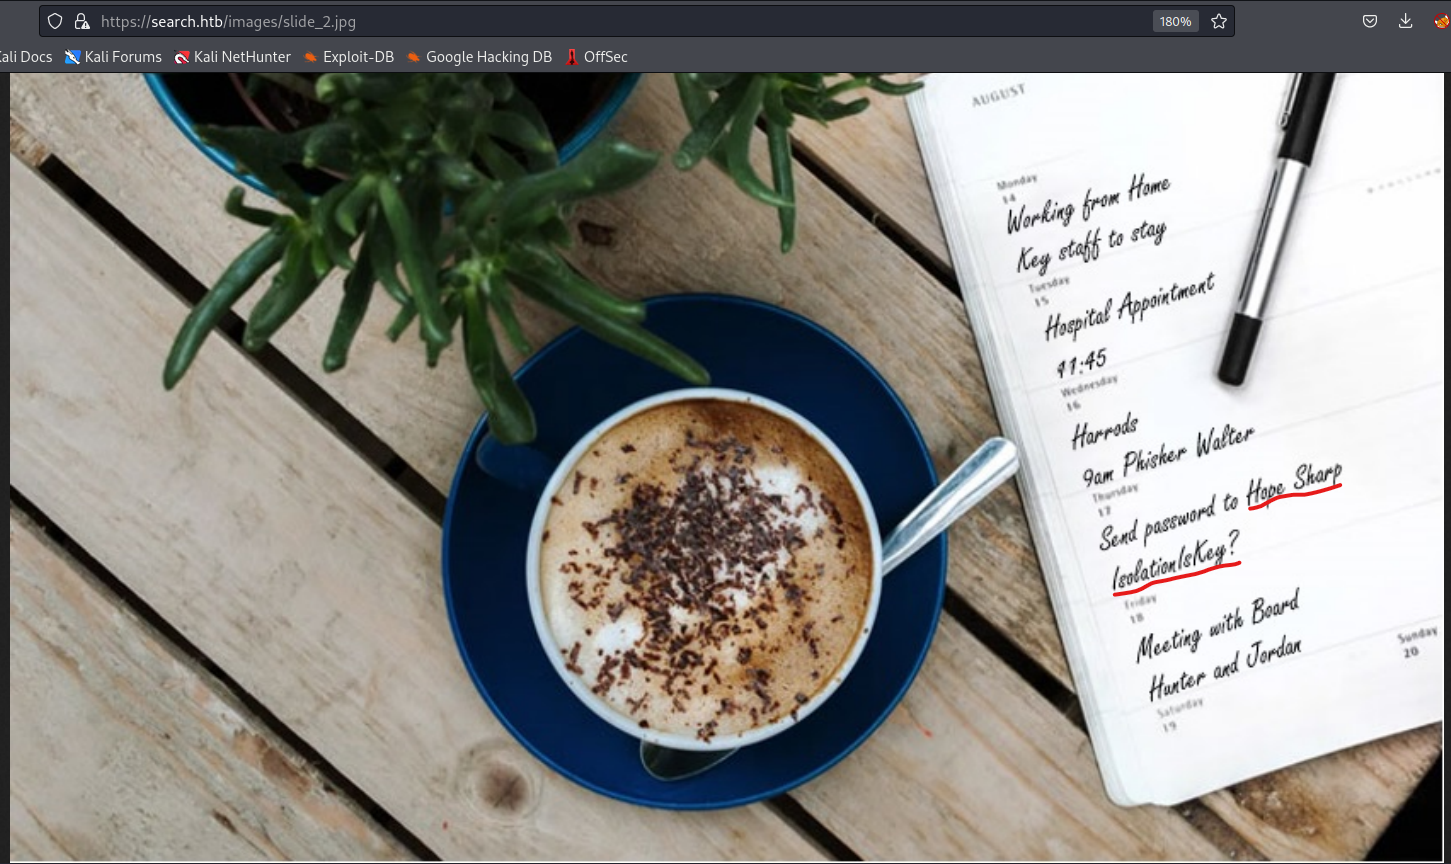 https://search.htb/images/slide_2.jpg
180%
Kali Docs
Kali Forums
Kali NetHunter
Exploit-DB
Google Hacking DB
OffSec
AUGUST
Monday
14
Working from Home
Key staff to stay
Tuesday
15
Hospital Appointment
11:45
Wednesday
16
Harrods
9am Phisher Walter
Thursday
17
Send password to Hope Sharp
IsolationIsKey?
Friday
18
Meeting with Board
Hunter and Jordan
Saturday
19
Sunday
20